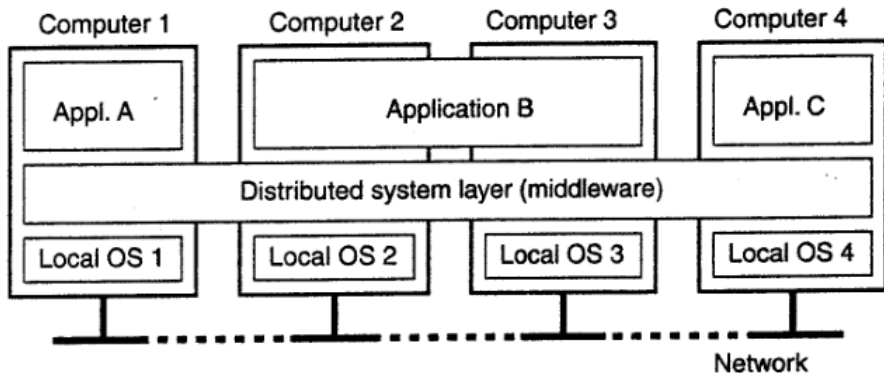 Computer 1 Computer 2 Computer 3 Computer 4
Appl. A Application B Appl. C
Distributed system layer (middleware)
Local OS 1 Local OS 2 Local OS 3 Local OS 4
Network